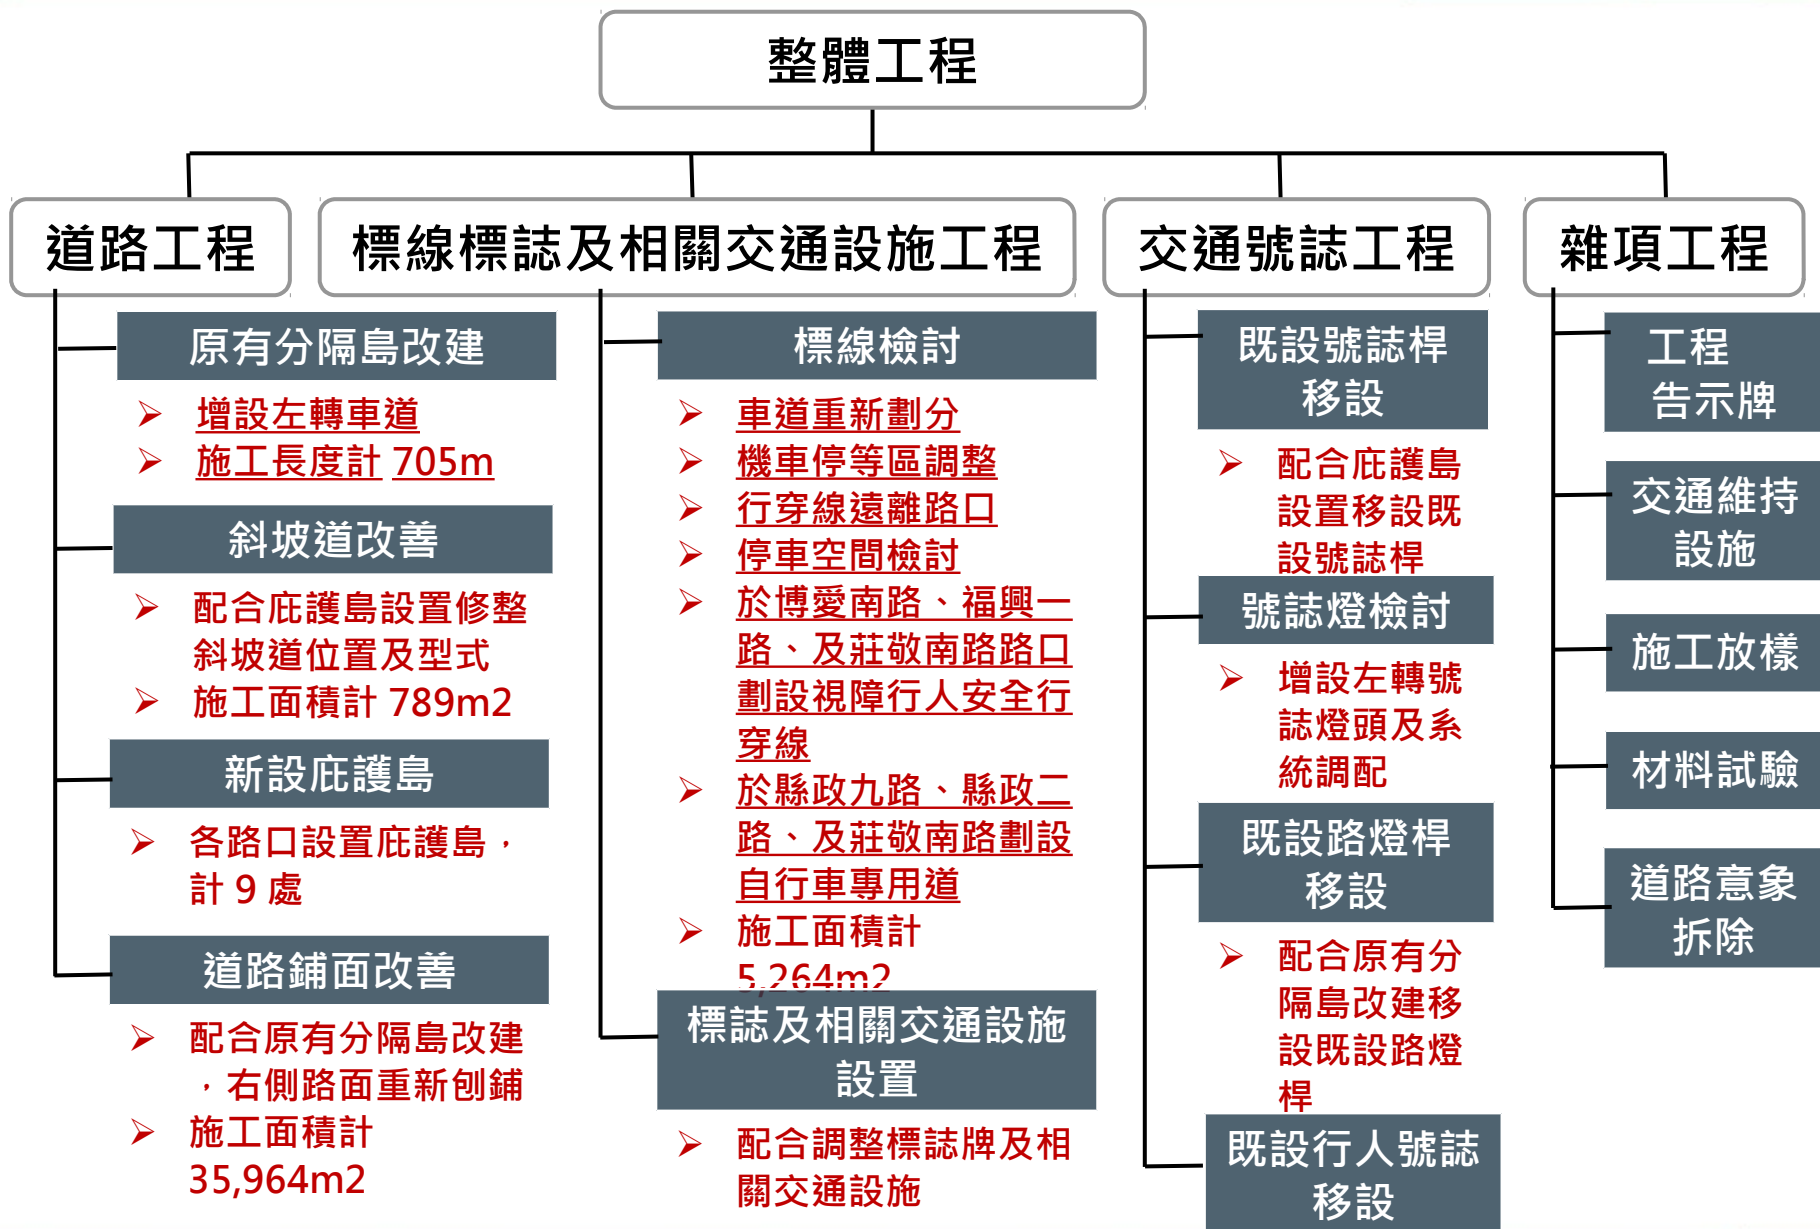 整體工程
道路工程
原有分隔島改建
➢ 增設左轉車道
➢ 施工長度計 705m
斜坡道改善
➢ 配合庇護島設置修整
斜坡道位置及型式
➢ 施工面積計 789m2
新設庇護島
➢ 各路口設置庇護島，
計 9 處
道路鋪面改善
➢ 配合原有分隔島改建
，右側路面重新刨鋪
➢ 施工面積計
35,964m2
標線標誌及相關交通設施工程
標線檢討
➢ 車道重新劃分
➢ 機車停等區調整
➢ 行穿線遠離路口
➢ 停車空間檢討
➢ 於博愛南路、福興一
路、及莊敬南路路口
劃設視障行人安全行
穿線
➢ 於縣政九路、縣政二
路、及莊敬南路劃設
自行車專用道
➢ 施工面積計
5,264m2
標誌及相關交通設施
設置
➢ 配合調整標誌牌及相
關交通設施
交通號誌工程
既設號誌桿
移設
➢ 配合庇護島
設置移設既
設號誌桿
號誌燈檢討
➢ 增設左轉號
誌燈頭及系
統調配
既設路燈桿
移設
➢ 配合原有分
隔島改建移
設既設路燈
桿
既設行人號誌
移設
雜項工程
工程
告示牌
交通維持
設施
施工放樣
材料試驗
道路意象
拆除